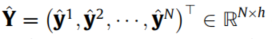 Ŷ = (ŷ¹, ŷ², ⋯, ŷᴺ)ᵀ ∈ ℝᴺˣʰ